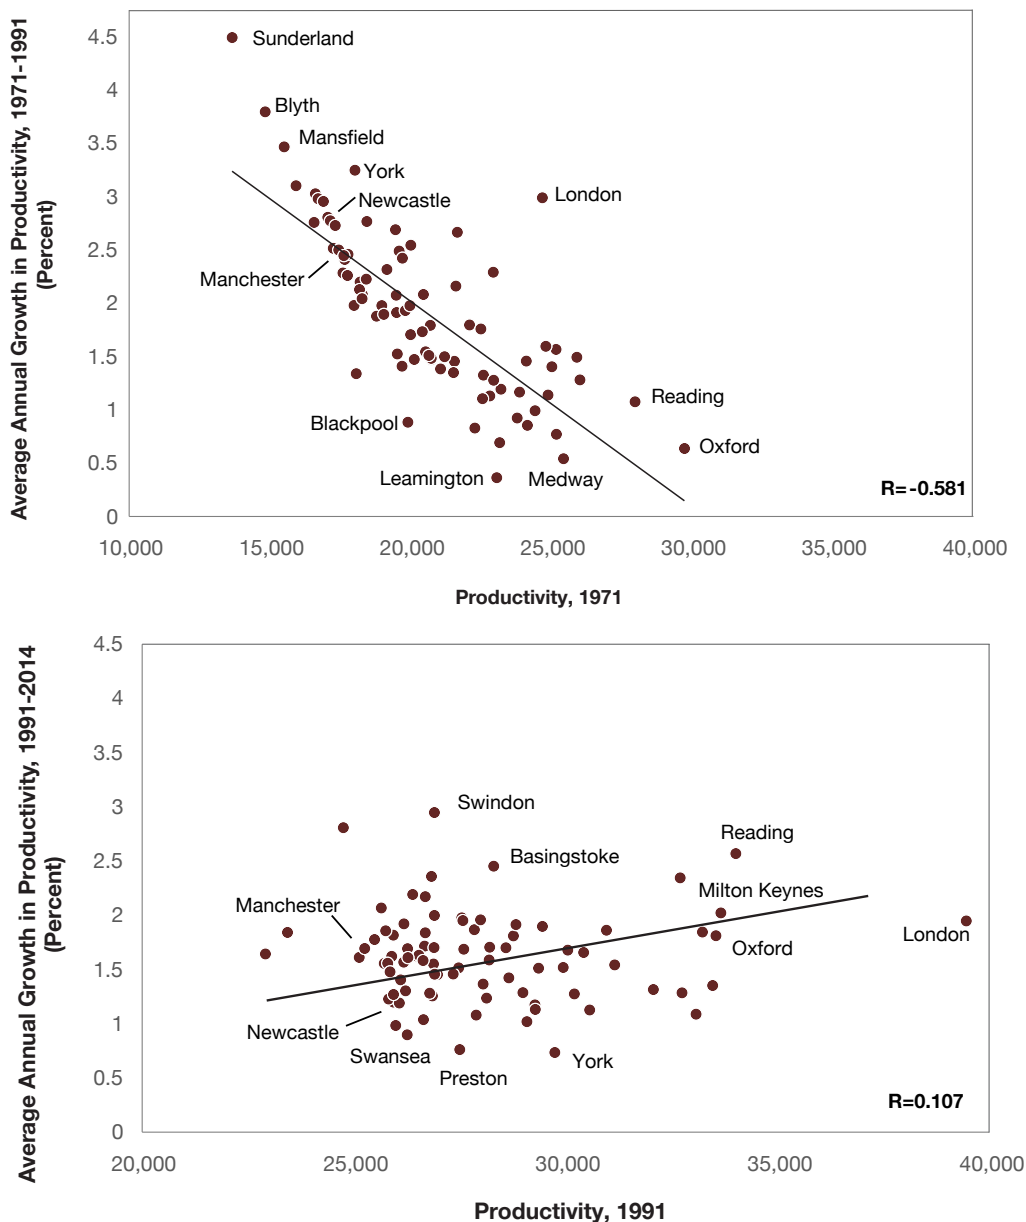 Average Annual Growth in Productivity, 1971-1991
(Percent)
4.5
4
3.5
3
2.5
2
1.5
1
0.5
0
Sunderland
Blyth
Mansfield
York
London
Newcastle
Manchester
Reading
Blackpool
Oxford
Leamington
Medway
R=-0.581
10,000
15,000
20,000
25,000
30,000
35,000
40,000
Productivity, 1971
Average Annual Growth in Productivity, 1991-2014
(Percent)
4.5
4
3.5
3
2.5
2
1.5
1
0.5
0
Swindon
Reading
Basingstoke
Milton Keynes
Manchester
London
Oxford
Newcastle
Swansea
York
Preston
R=0.107
20,000
25,000
30,000
35,000
40,000
Productivity, 1991